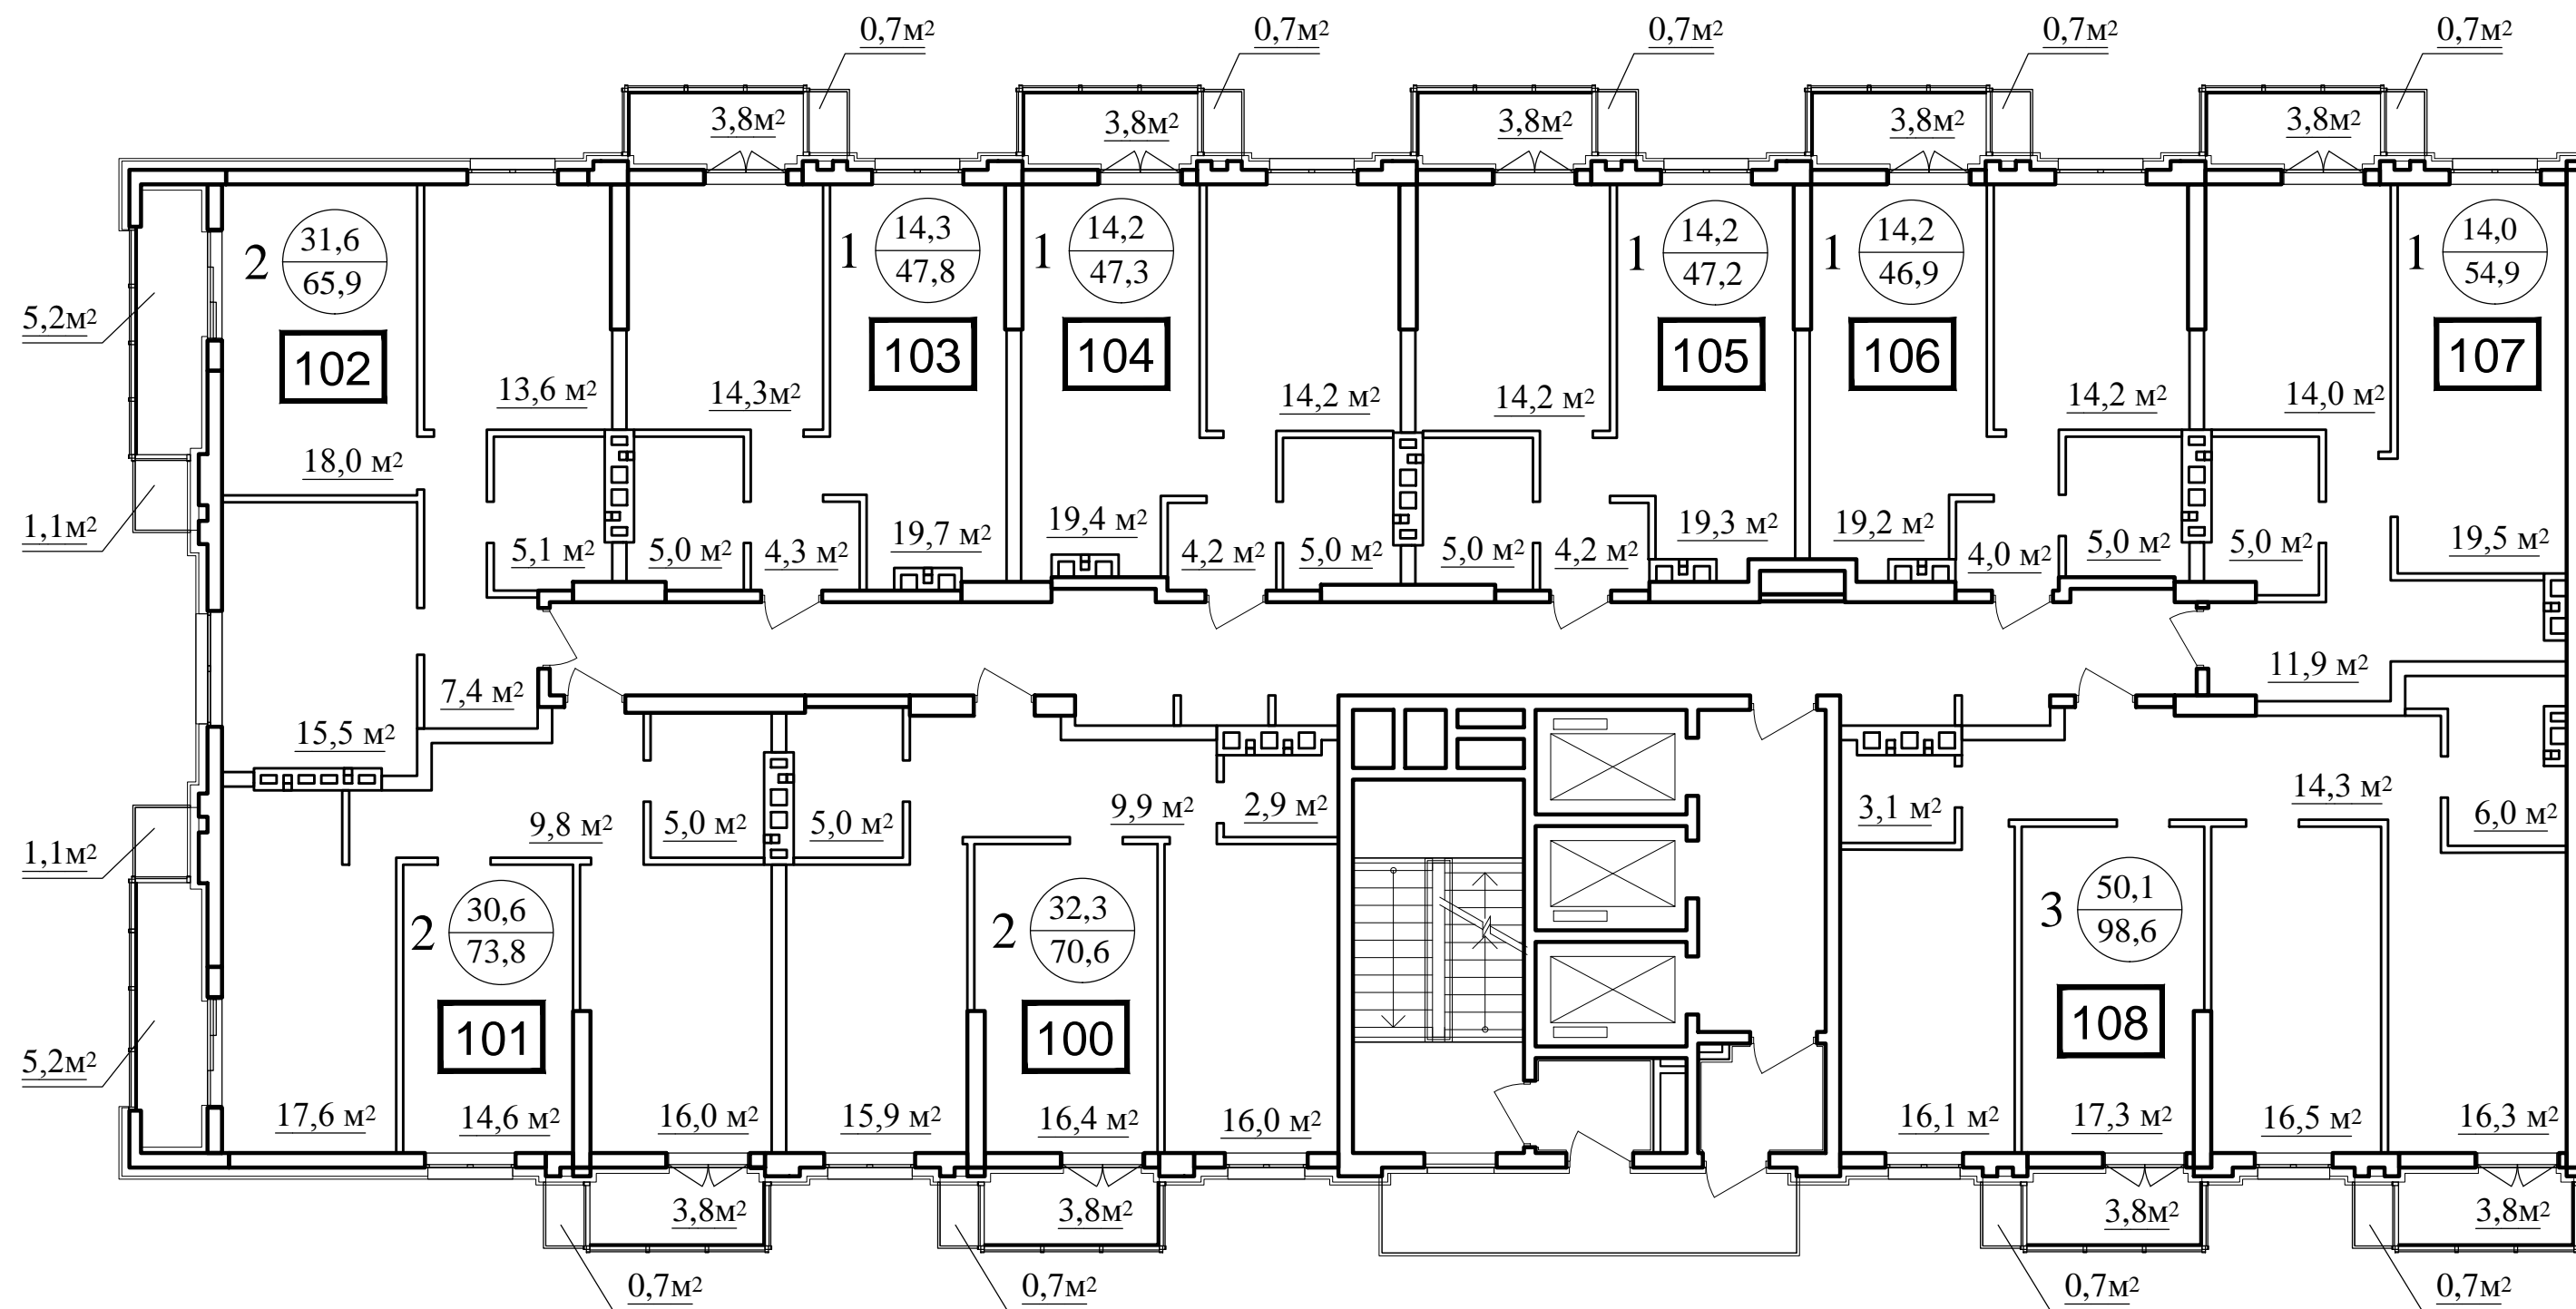 0,7м² 0,7м² 0,7м² 0,7м² 0,7м²
3,8м² 3,8м² 3,8м² 3,8м² 3,8м²
2 31,6 65,9
1 14,3 47,8
1 14,2 47,3
1 14,2 47,2
1 14,2 46,9
1 14,0 54,9
5,2м²
102 103 104 105 106 107
13,6 м² 14,3м² 14,2 м² 14,2 м² 14,2 м² 14,0 м²
18,0 м²
1,1м²
5,1 м² 5,0 м² 4,3 м² 19,7 м² 19,4 м² 4,2 м² 5,0 м² 5,0 м² 4,2 м² 19,3 м² 19,2 м² 4,0 м² 5,0 м² 5,0 м² 19,5 м²
7,4 м² 11,9 м²
15,5 м²
1,1м²
9,8 м² 5,0 м² 5,0 м² 9,9 м² 2,9 м² 3,1 м² 14,3 м² 6,0 м²
2 30,6 73,8
2 32,3 70,6
3 50,1 98,6
101 100 108
5,2м²
17,6 м² 14,6 м² 16,0 м² 15,9 м² 16,4 м² 16,0 м² 16,1 м² 17,3 м² 16,5 м² 16,3 м²
3,8м² 3,8м² 3,8м² 3,8м²
0,7м² 0,7м² 0,7м² 0,7м²